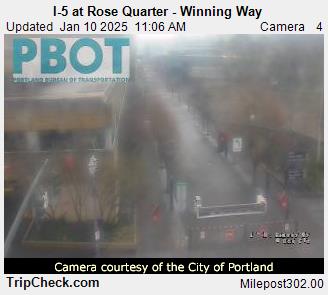 I-5 at Rose Quarter - Winning Way
Updated Jan 10 2025 11:06 AM Camera 4
PBOT
PORTLAND BUREAU OF TRANSPORTATION
Camera courtesy of the City of Portland
TripCheck.com Milepost302.00